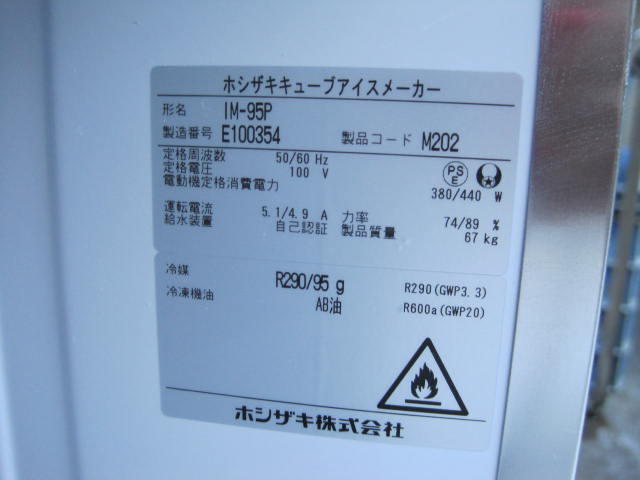 ホシザキキューブアイスメーカー
形名 IM-95P
製造番号 E100354 製品コード M202
定格周波数 50/60 Hz
定格電圧 100 V
電動機定格消費電力 380/440 W
PS
E
運転電流 5.1/4.9 A 力率 74/89 %
給水装置 自己認証 製品質量 67 kg
冷媒 R290/95 g R290(GWP3.3)
冷凍機油 AB油 R600a(GWP20)
ホシザキ株式会社